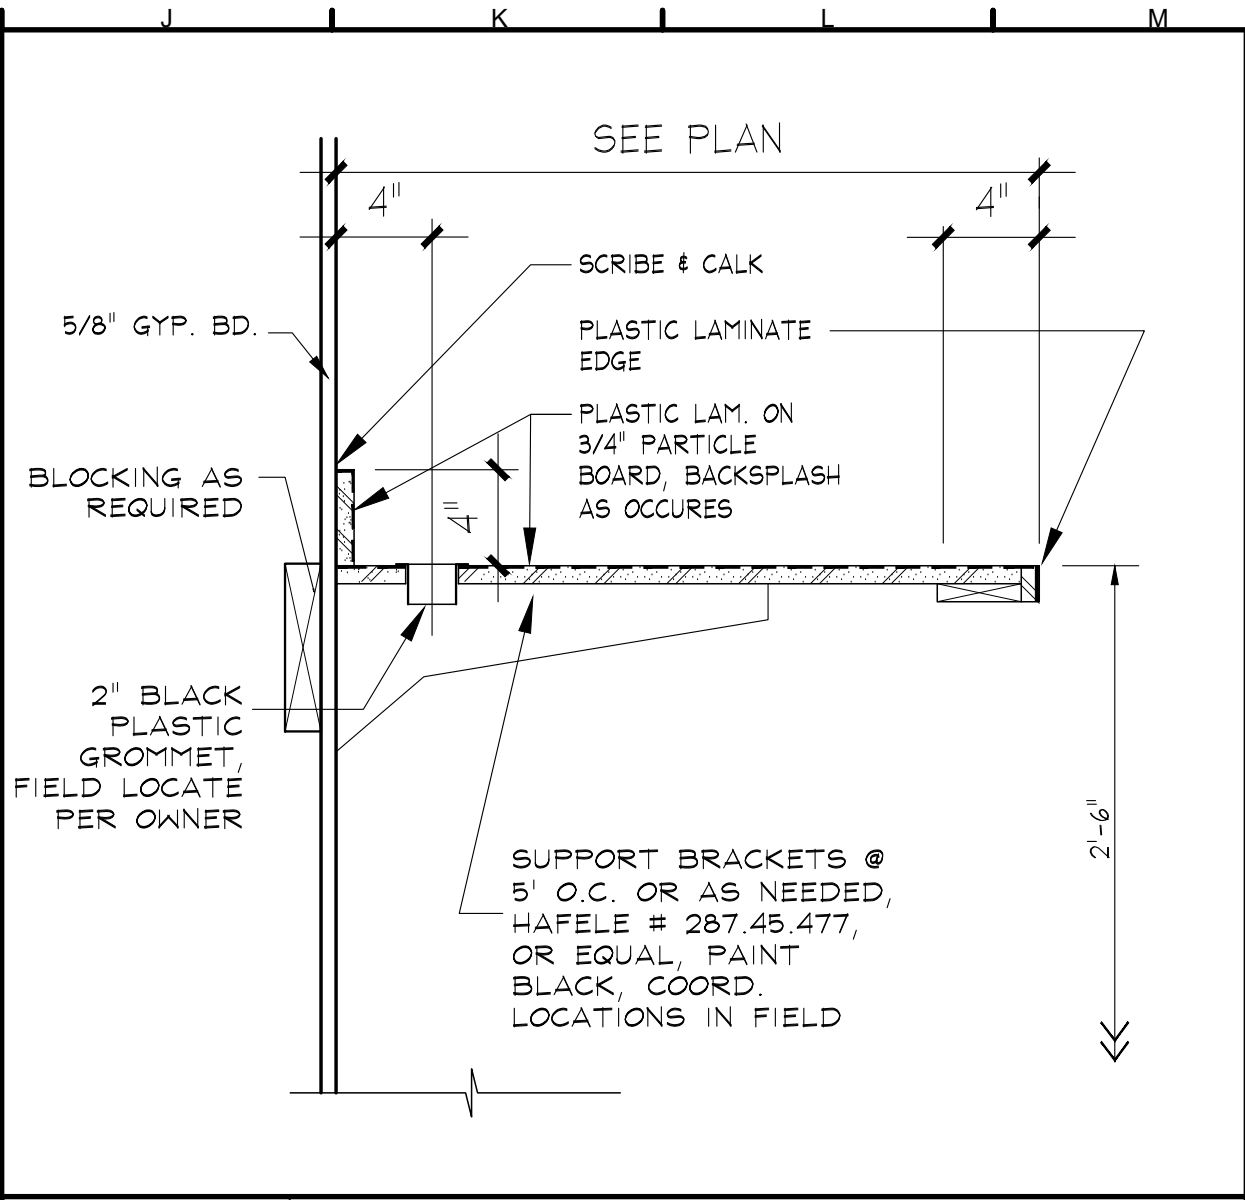 J K L M
SEE PLAN
4" 4"
SCRIBE & CALK
5/8" GYP. BD.
PLASTIC LAMINATE
EDGE
PLASTIC LAM. ON
3/4" PARTICLE
BOARD, BACKSPLASH
AS OCCURES
BLOCKING AS
REQUIRED
4"
2" BLACK
PLASTIC
GROMMET,
FIELD LOCATE
PER OWNER
2'-6"
SUPPORT BRACKETS @
5' O.C. OR AS NEEDED,
HAFELE # 287.45.477,
OR EQUAL, PAINT
BLACK, COORD.
LOCATIONS IN FIELD